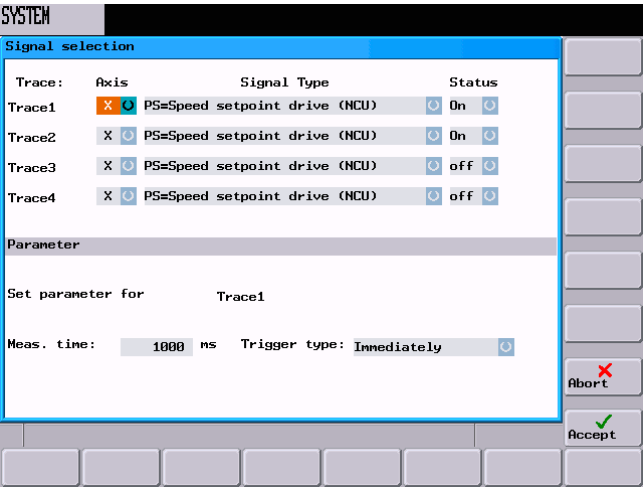 SYSTEM
Signal selection
Trace: Axis Signal Type Status
Trace1 X PS=Speed setpoint drive (NCU) On
Trace2 X PS=Speed setpoint drive (NCU) On
Trace3 X PS=Speed setpoint drive (NCU) off
Trace4 X PS=Speed setpoint drive (NCU) off
Parameter
Set parameter for Trace1
Meas. time: 1000 ms Trigger type: Immediately
Abort
Accept